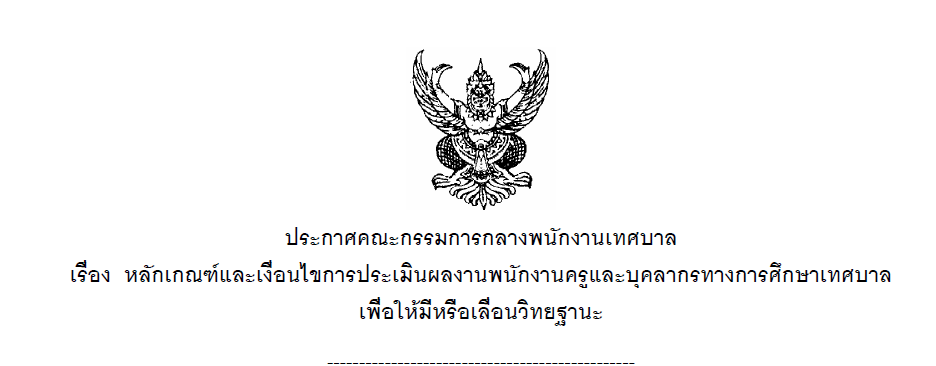 ประกาศคณะกรรมการกลางพนักงานเทศบาล
เรื่อง หลักเกณฑ์และเงื่อนไขการประเมินผลงานพนักงานครูและบุคลากรทางการศึกษาเทศบาล
เพื่อให้มีหรือเลื่อนวิทยฐานะ